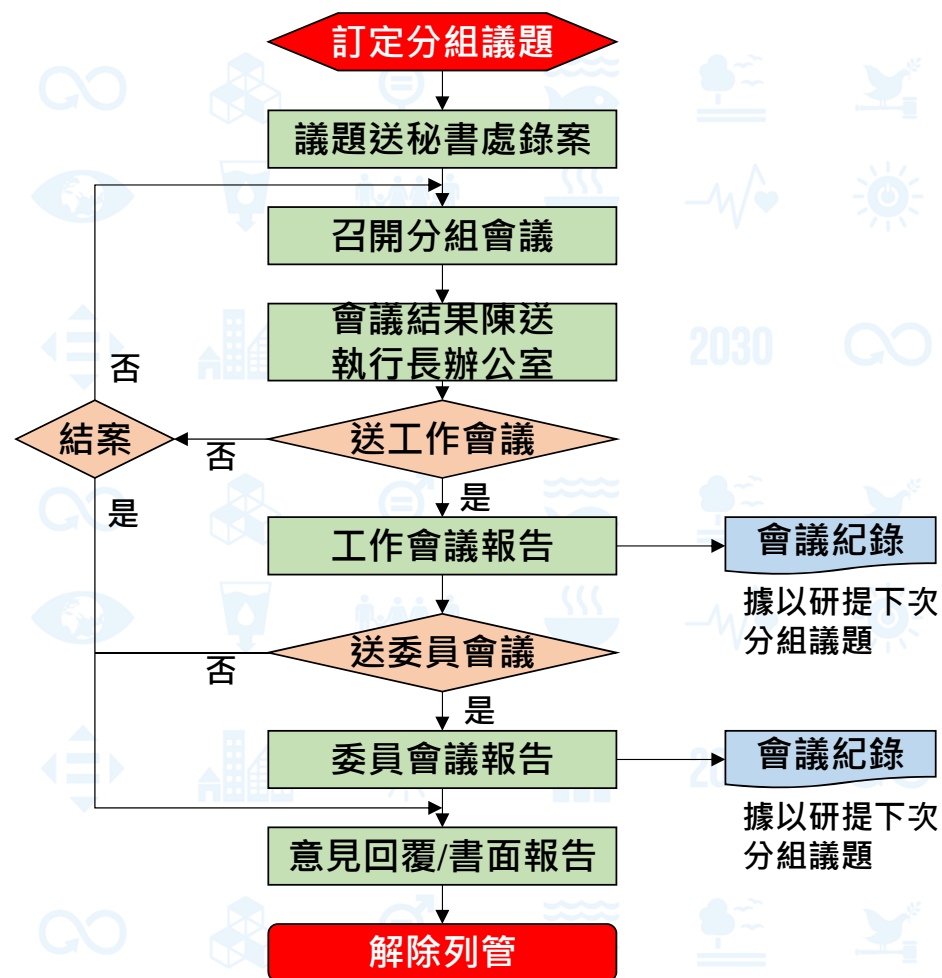 訂定分組議題
議題送秘書處錄案
召開分組會議
會議結果陳送
執行長辦公室
2030
否
結案
否
送工作會議
是
是
工作會議報告
會議紀錄
據以研提下次
分組議題
送委員會議
否
是
委員會議報告
會議紀錄
據以研提下次
分組議題
意見回覆/書面報告
解除列管